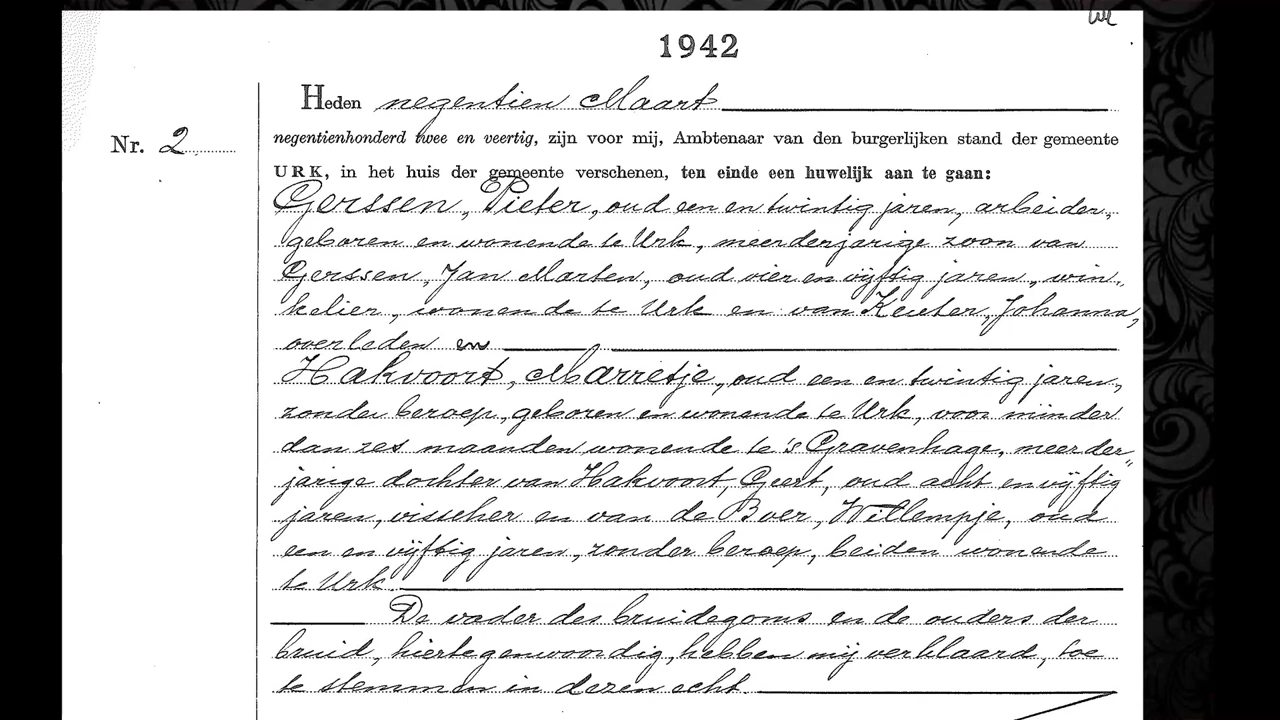 1942
Heden negentien Maart
Nr. 2
negentienhonderd twee en veertig, zijn voor mij, Ambtenaar van den burgerlijken stand der gemeente
URK, in het huis der gemeente verschenen, ten einde een huwelijk aan te gaan:
Gerssen, Pieter, oud een en twintig jaren, arbeider,
geboren en wonende te Urk, meerderjarige zoon van
Gerssen, Jan Marten, oud vier en vijftig jaren, win„
kelier, wonende te Urk en van Keuter, Johanna,
overleden en
Hakvoort, Marretje, oud een en twintig jaren,
zonder beroep, geboren en wonende te Urk, voor minder
dan zes maanden wonende te 's Gravenhage, meerder„
jarige dochter van Hakvoort, Geert, oud acht en vijftig
jaren, visscher en van de Boer, Willempje, oud
een en vijftig jaren, zonder beroep, beiden wonende
te Urk.
De vader des bruidegoms en de ouders der
bruid, hiertegenwoordig, hebben mij verklaard, toe
te stemmen in dezen echt.